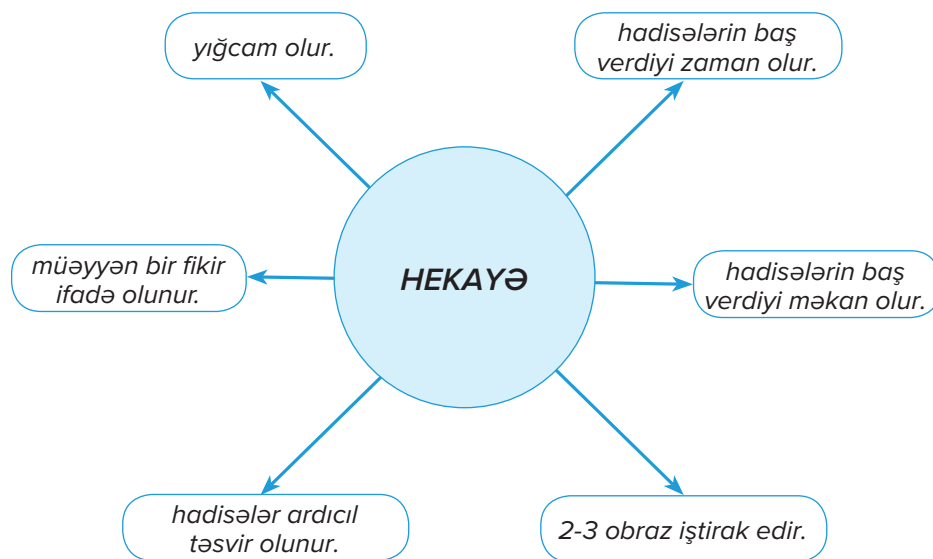 yığcam olur.
hadisələrin baş
verdiyi zaman olur.
müəyyən bir fikir
ifadə olunur.
HEKAYƏ
hadisələrin baş
verdiyi məkan olur.
hadisələr ardıcıl
təsvir olunur.
2-3 obraz iştirak edir.